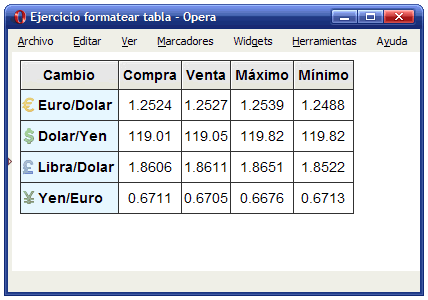 Ejercicio formatear tabla - Opera
Archivo Editar Ver Marcadores Widgets Herramientas Ayuda
Cambio Compra Venta Máximo Mínimo
€ Euro/Dolar 1.2524 1.2527 1.2539 1.2488
$ Dolar/Yen 119.01 119.05 119.82 119.82
£ Libra/Dolar 1.8606 1.8611 1.8651 1.8522
¥ Yen/Euro 0.6711 0.6705 0.6676 0.6713